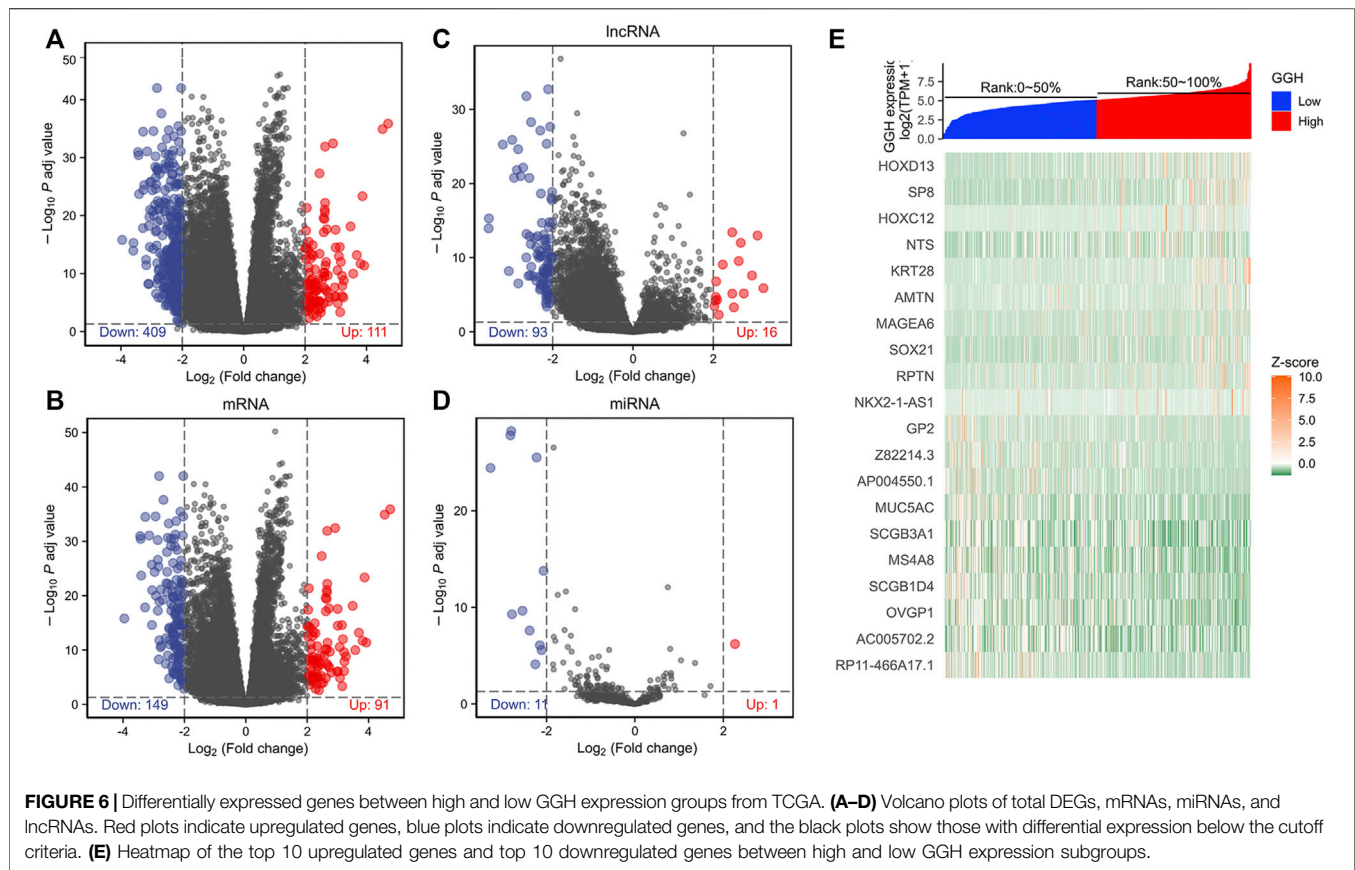 A
50
40
30
20
10
0
– Log10 P adj value
Down: 409
Up: 111
-4
-2
0
2
4
Log2 (Fold change)
B
mRNA
50
40
30
20
10
0
– Log10 P adj value
Down: 149
Up: 91
-4
-2
0
2
4
Log2 (Fold change)
C
lncRNA
30
20
10
0
– Log10 P adj value
Down: 93
Up: 16
-2
0
2
Log2 (Fold change)
D
miRNA
20
10
0
– Log10 P adj value
Down: 11
Up: 1
-2
0
2
Log2 (Fold change)
E
GGH expressio
log2(TPM+1
7.5
5.0
2.5
0.0
Rank:0~50%
Rank:50~100%
GGH
Low
High
HOXD13
SP8
HOXC12
NTS
KRT28
AMTN
MAGEA6
SOX21
RPTN
NKX2-1-AS1
GP2
Z82214.3
AP004550.1
MUC5AC
SCGB3A1
MS4A8
SCGB1D4
OVGP1
AC005702.2
RP11-466A17.1
Z-score
10.0
7.5
5.0
2.5
0.0
FIGURE 6 | Differentially expressed genes between high and low GGH expression groups from TCGA. (A–D) Volcano plots of total DEGs, mRNAs, miRNAs, and
lncRNAs. Red plots indicate upregulated genes, blue plots indicate downregulated genes, and the black plots show those with differential expression below the cutoff
criteria. (E) Heatmap of the top 10 upregulated genes and top 10 downregulated genes between high and low GGH expression subgroups.